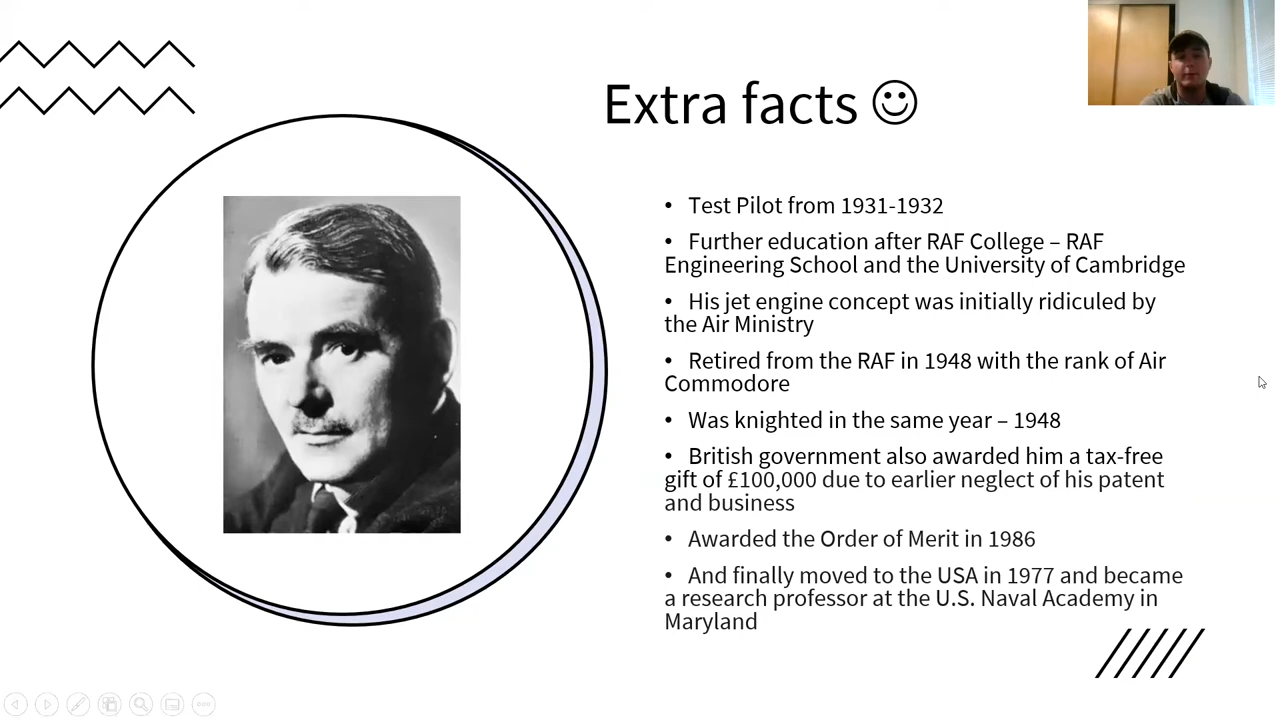 Extra facts ☺
• Test Pilot from 1931-1932
• Further education after RAF College – RAF
Engineering School and the University of Cambridge
• His jet engine concept was initially ridiculed by
the Air Ministry
• Retired from the RAF in 1948 with the rank of Air
Commodore
• Was knighted in the same year – 1948
• British government also awarded him a tax-free
gift of £100,000 due to earlier neglect of his patent
and business
• Awarded the Order of Merit in 1986
• And finally moved to the USA in 1977 and became
a research professor at the U.S. Naval Academy in
Maryland